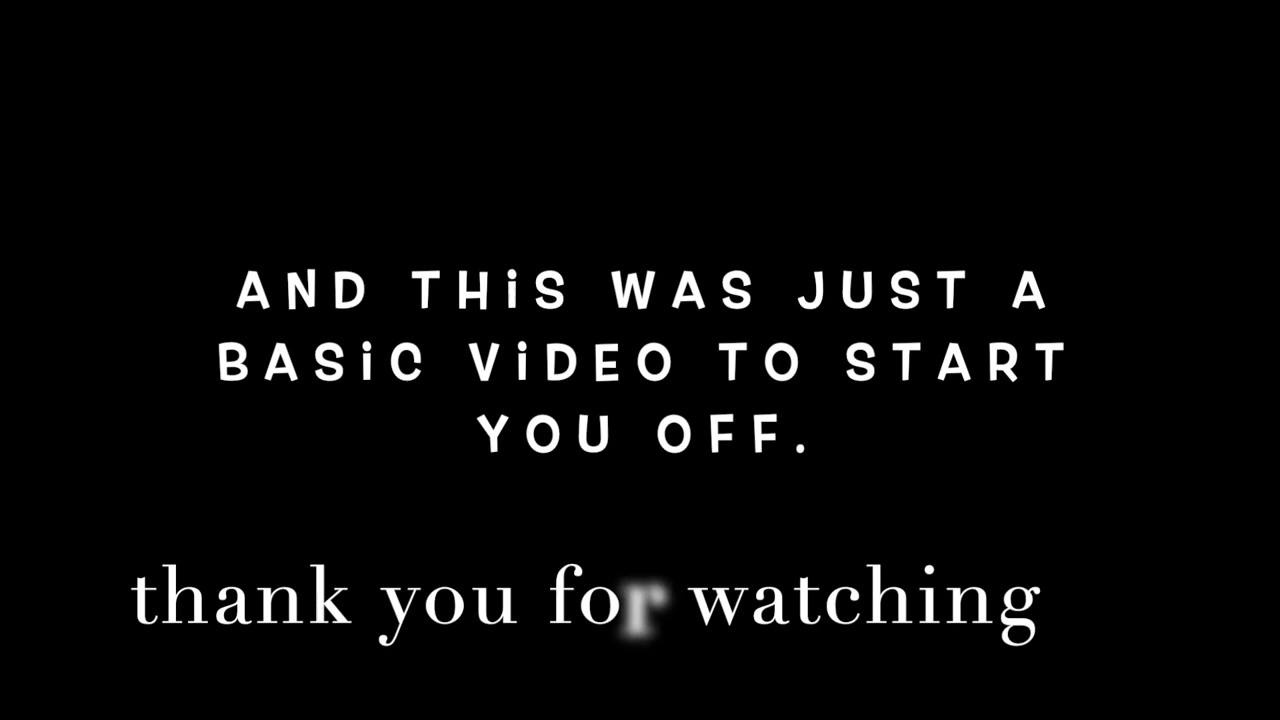 AND THiS WAS JUST A
BASiC ViDEO TO START
YOU OFF.
thank you for watching